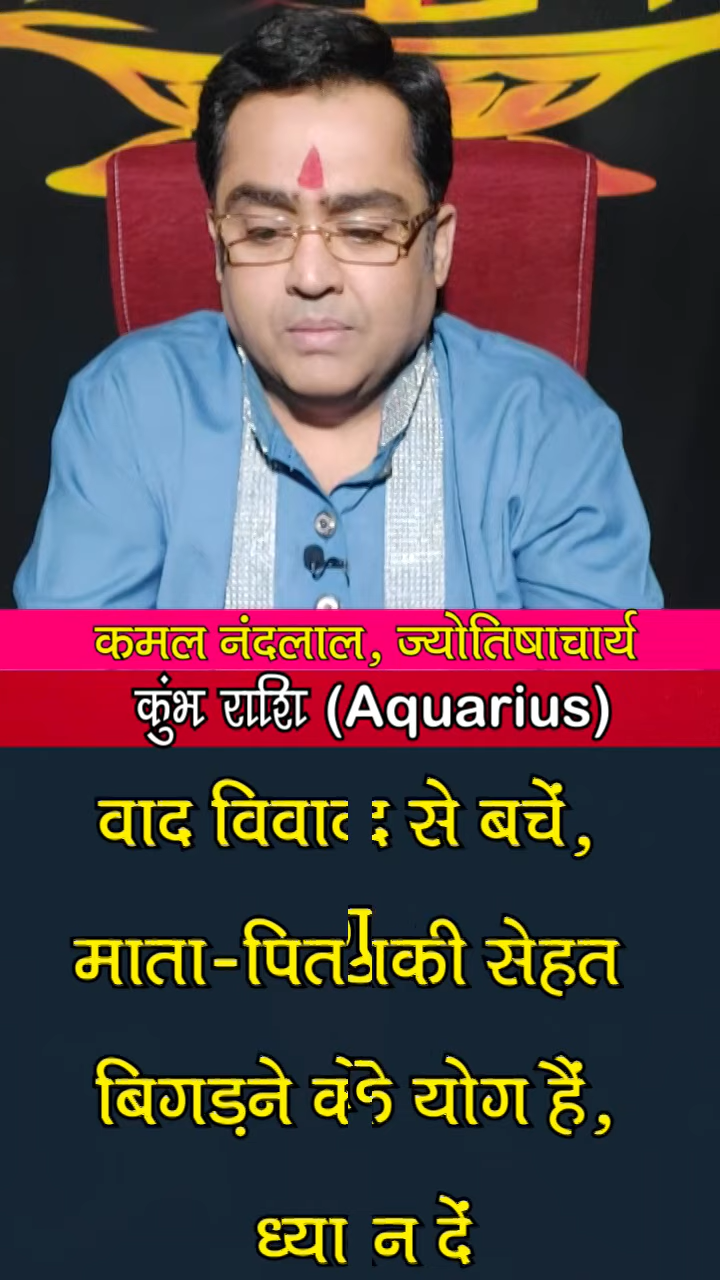 कमल नंदलाल, ज्योतिषाचार्य
कुंभ राशि (Aquarius)
वाद विवाद से बचें,
माता-पिता की सेहत
बिगड़ने के योग हैं,
ध्यान दें